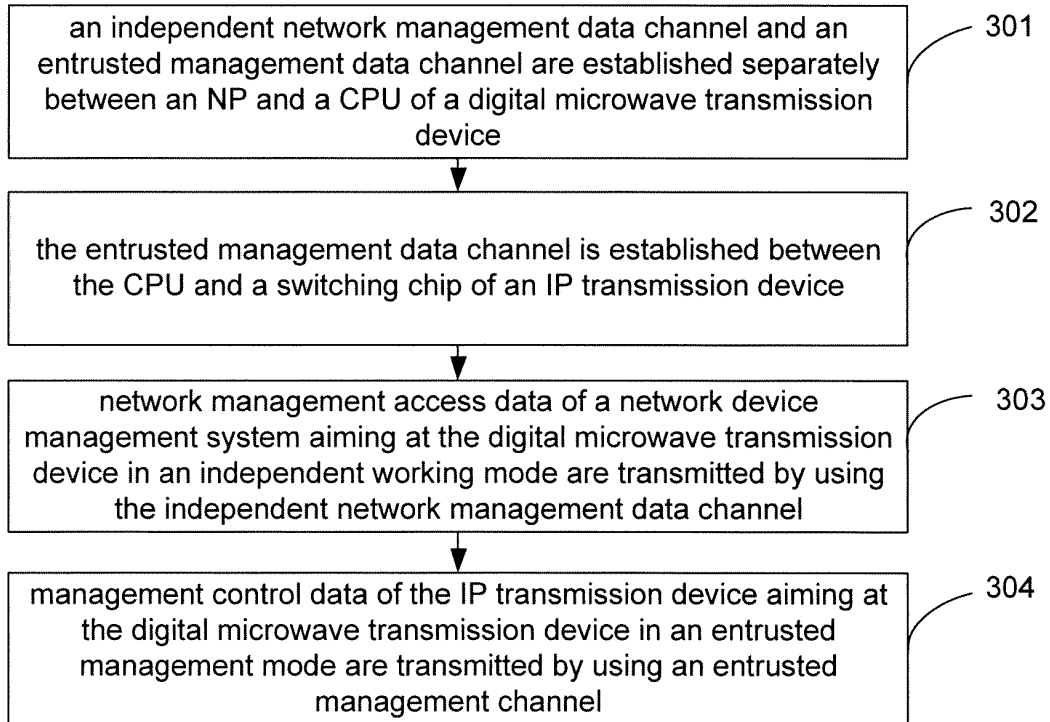 an independent network management data channel and an
entrusted management data channel are established separately
between an NP and a CPU of a digital microwave transmission
device
301
the entrusted management data channel is established between
the CPU and a switching chip of an IP transmission device
302
network management access data of a network device
management system aiming at the digital microwave transmission
device in an independent working mode are transmitted by using
the independent network management data channel
303
management control data of the IP transmission device aiming at
the digital microwave transmission device in an entrusted
management mode are transmitted by using an entrusted
management channel
304